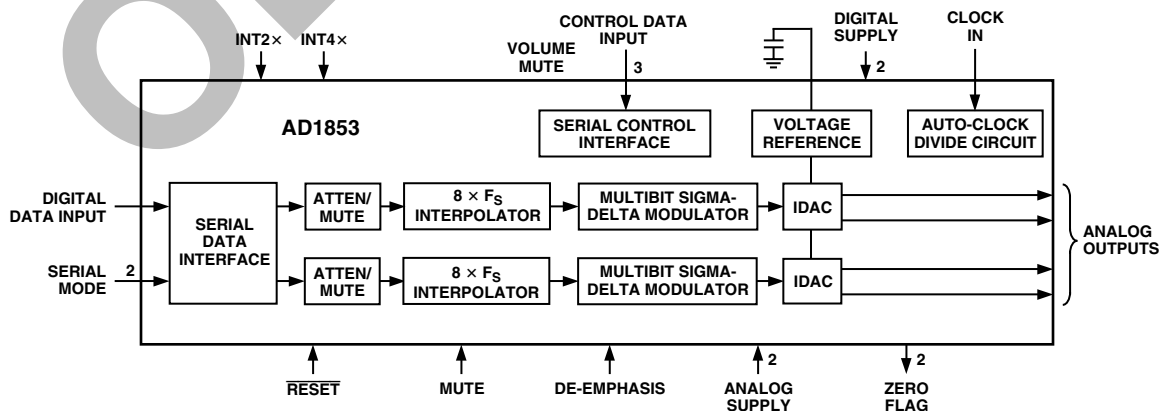 INT2×
INT4×
CONTROL DATA
INPUT
VOLUME
MUTE
3
DIGITAL
SUPPLY
2
CLOCK
IN
AD1853
SERIAL CONTROL
INTERFACE
VOLTAGE
REFERENCE
AUTO-CLOCK
DIVIDE CIRCUIT
DIGITAL
DATA INPUT
SERIAL
MODE
2
SERIAL
DATA
INTERFACE
ATTEN/
MUTE
8 × FS
INTERPOLATOR
MULTIBIT SIGMA-
DELTA MODULATOR
IDAC
ATTEN/
MUTE
8 × FS
INTERPOLATOR
MULTIBIT SIGMA-
DELTA MODULATOR
IDAC
ANALOG
OUTPUTS
RESET
MUTE
DE-EMPHASIS
2
ANALOG
SUPPLY
2
ZERO
FLAG